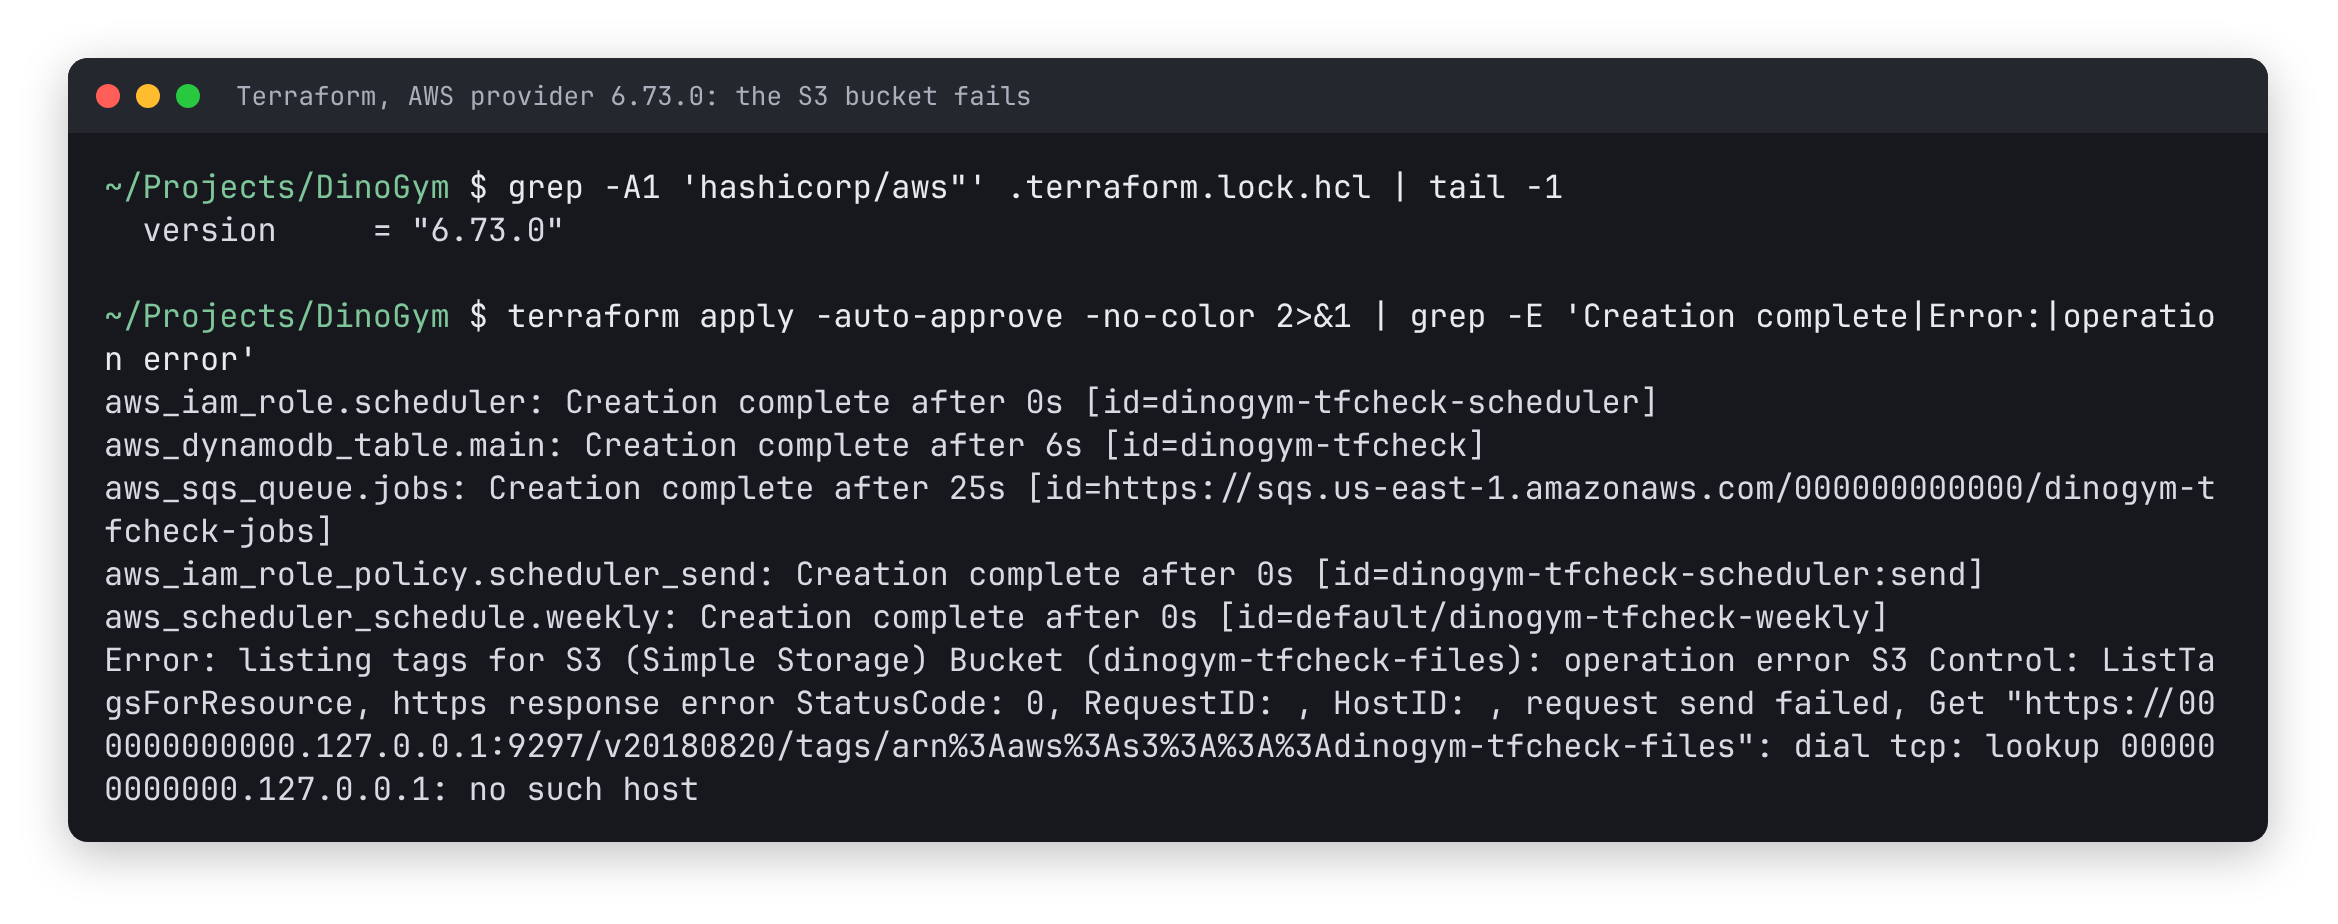 Terraform, AWS provider 6.73.0: the S3 bucket fails
~/Projects/DinoGym $ grep -A1 'hashicorp/aws"' .terraform.lock.hcl | tail -1
  version     = "6.73.0"
~/Projects/DinoGym $ terraform apply -auto-approve -no-color 2>&1 | grep -E 'Creation complete|Error:|operatio
n error'
aws_iam_role.scheduler: Creation complete after 0s [id=dinogym-tfcheck-scheduler]
aws_dynamodb_table.main: Creation complete after 6s [id=dinogym-tfcheck]
aws_sqs_queue.jobs: Creation complete after 25s [id=https://sqs.us-east-1.amazonaws.com/000000000000/dinogym-t
fcheck-jobs]
aws_iam_role_policy.scheduler_send: Creation complete after 0s [id=dinogym-tfcheck-scheduler:send]
aws_scheduler_schedule.weekly: Creation complete after 0s [id=default/dinogym-tfcheck-weekly]
Error: listing tags for S3 (Simple Storage) Bucket (dinogym-tfcheck-files): operation error S3 Control: ListTa
gsForResource, https response error StatusCode: 0, RequestID: , HostID: , request send failed, Get "https://00
0000000000.127.0.0.1:9297/v20180820/tags/arn%3Aaws%3As3%3A%3A%3Adinogym-tfcheck-files": dial tcp: lookup 00000
0000000.127.0.0.1: no such host